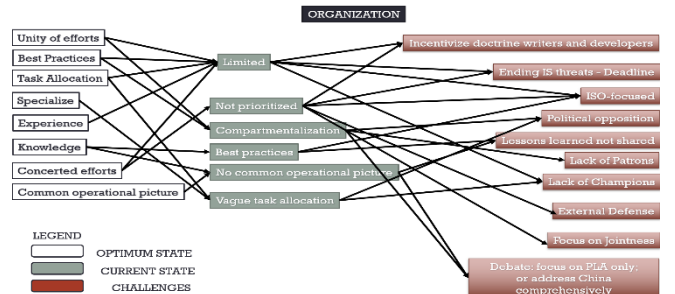 ORGANIZATION
Unity of efforts
Best Practices
Task Allocation
Specialize
Experience
Knowledge
Concerted efforts
Common operational picture
Limited
Not prioritized
Compartmentalization
Best practices
No common operational picture
Vague task allocation
Incentivize doctrine writers and developers
Ending IS threats - Deadline
ISO-focused
Political opposition
Lessons learned not shared
Lack of Patrons
Lack of Champions
External Defense
Focus on Jointness
Debate: focus on PLA only;
or address China
comprehensively
LEGEND
OPTIMUM STATE
CURRENT STATE
CHALLENGES